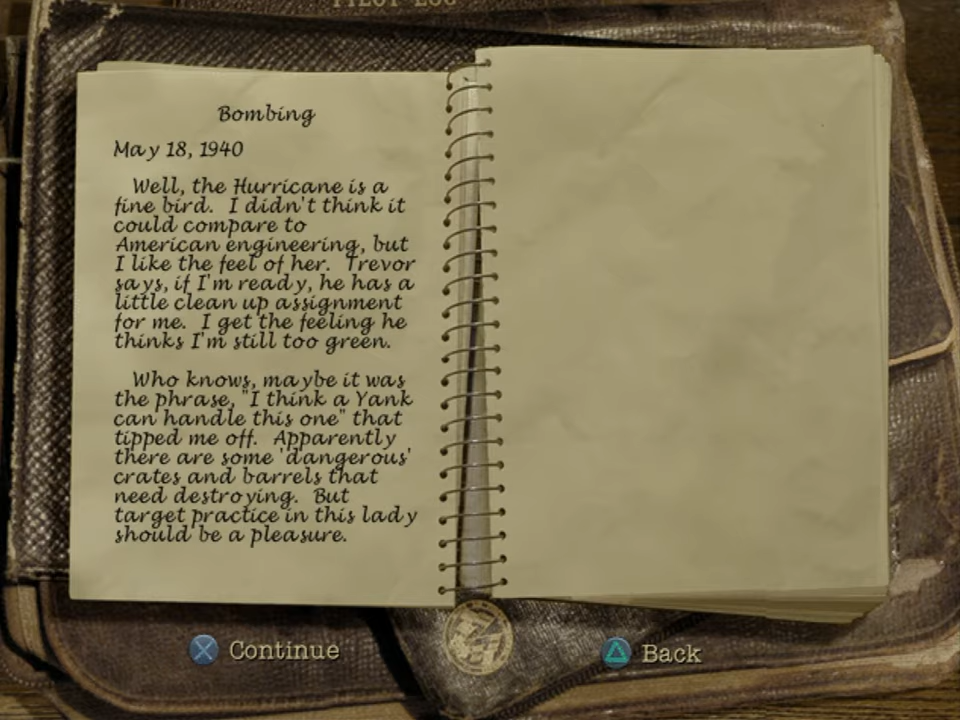 PILOT LOG
Bombing
May 18, 1940
Well, the Hurricane is a
fine bird. I didn't think it
could compare to
American engineering, but
I like the feel of her. Trevor
says, if I'm ready, he has a
little clean up assignment
for me. I get the feeling he
thinks I'm still too green.
Who knows, maybe it was
the phrase, "I think a Yank
can handle this one" that
tipped me off. Apparently
there are some 'dangerous'
crates and barrels that
need destroying. But
target practice in this lady
should be a pleasure.
Continue
Back